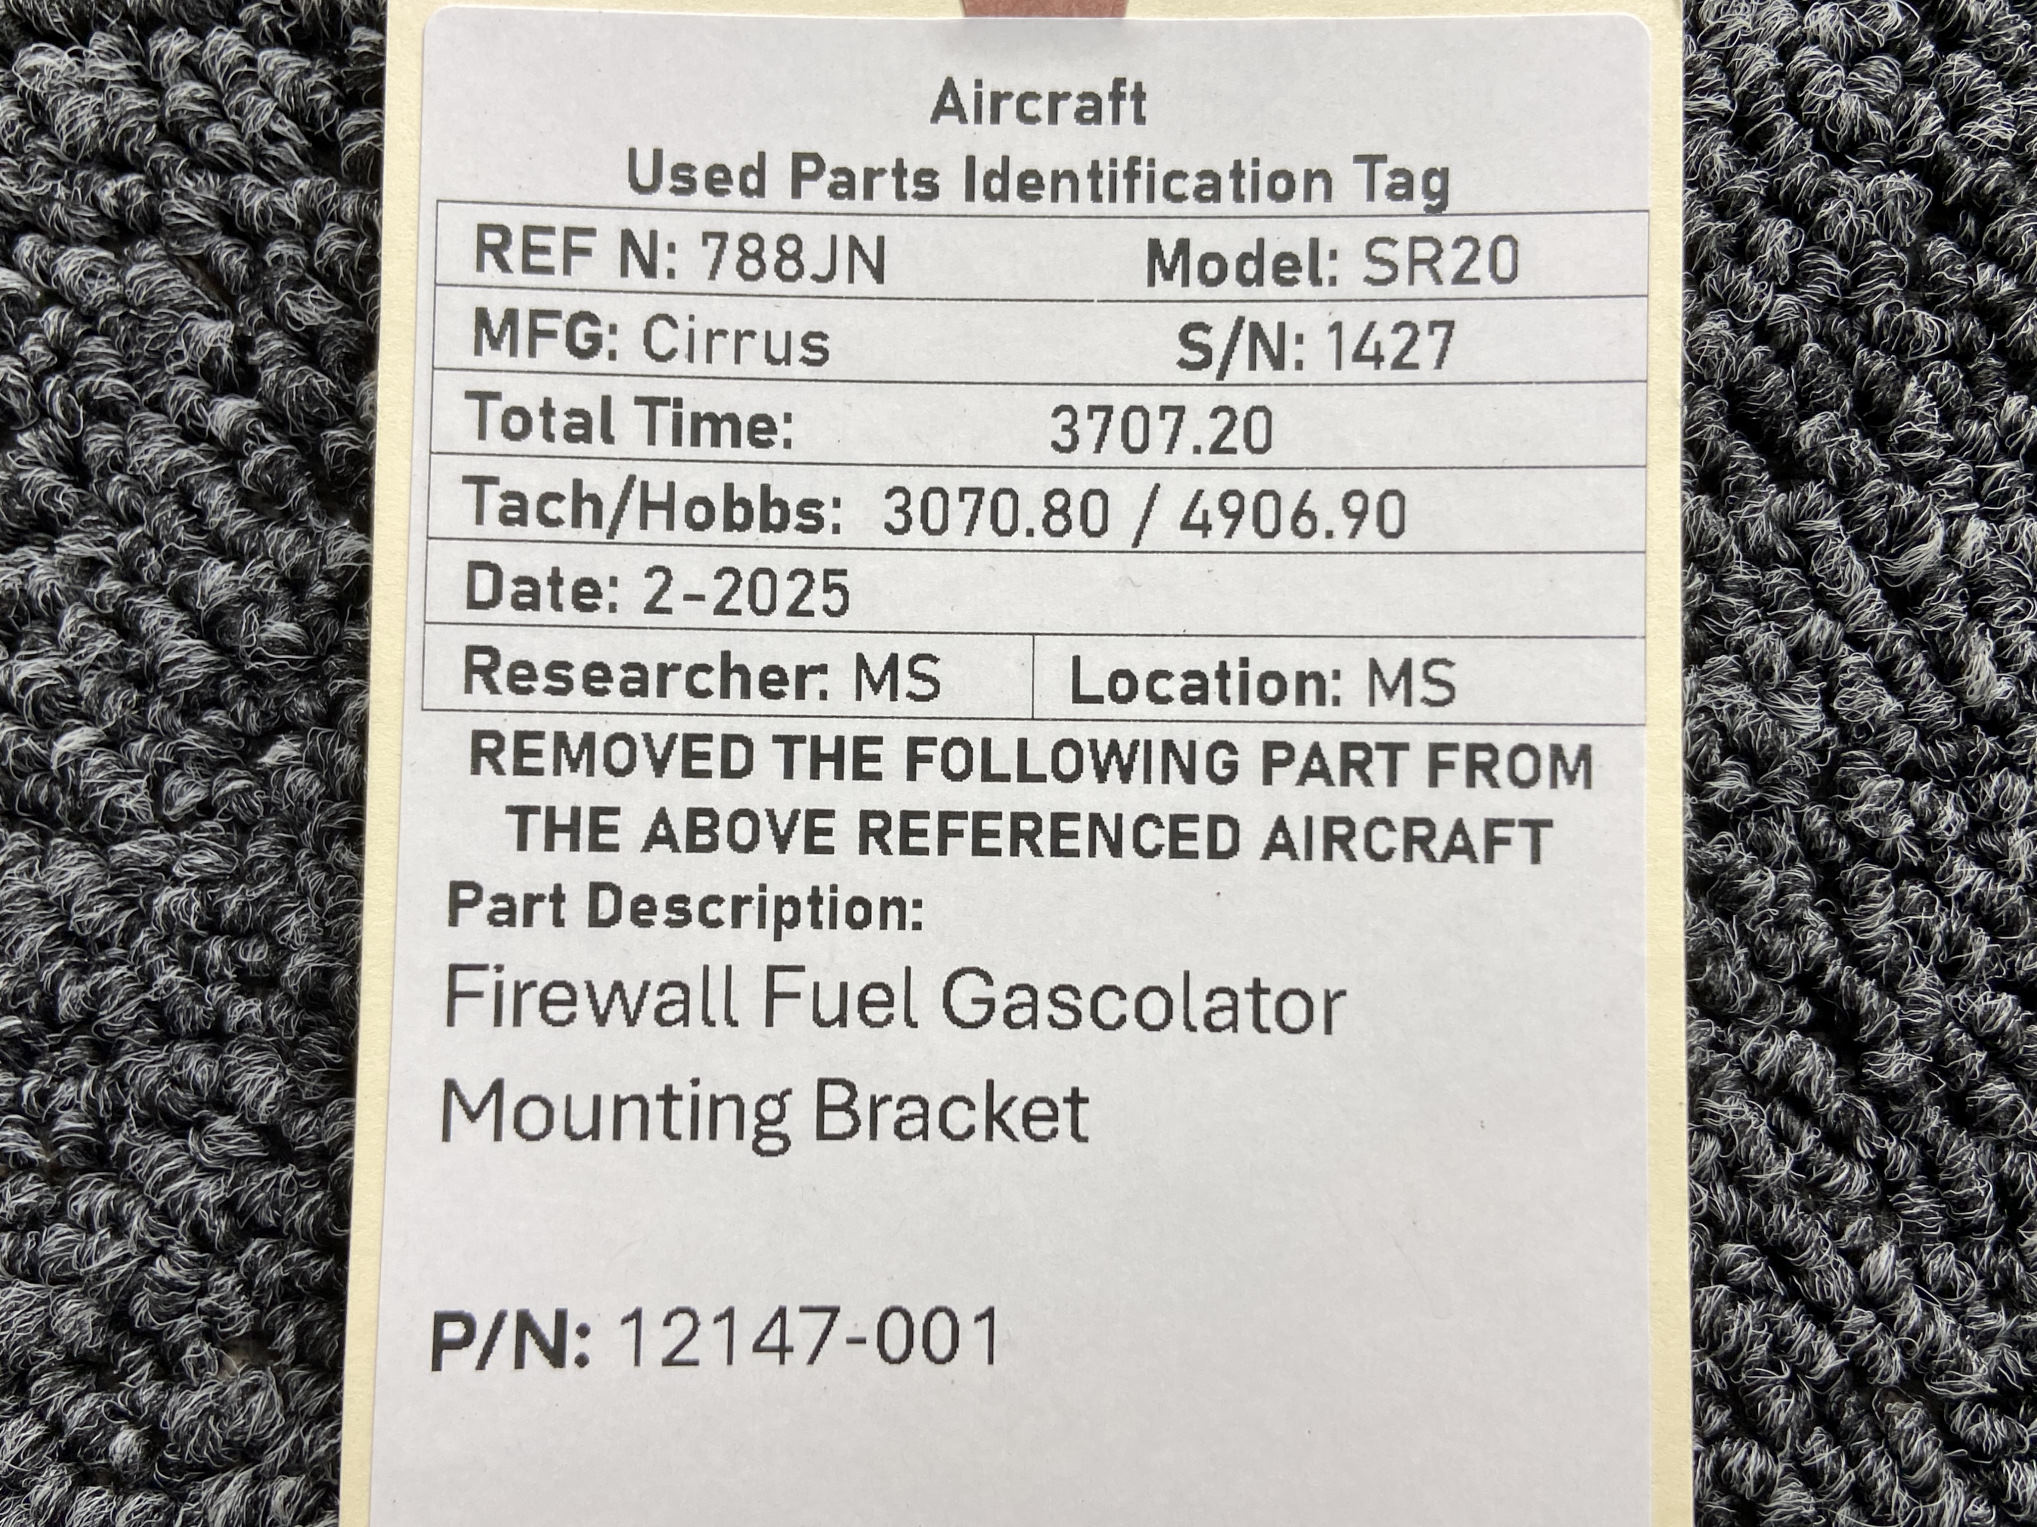 Aircraft
Used Parts Identification Tag
REF N: 788JN Model: SR20
MFG: Cirrus S/N: 1427
Total Time: 3707.20
Tach/Hobbs: 3070.80 / 4906.90
Date: 2-2025
Researcher: MS Location: MS
REMOVED THE FOLLOWING PART FROM
THE ABOVE REFERENCED AIRCRAFT
Part Description:
Firewall Fuel Gascolator
Mounting Bracket
P/N: 12147-001